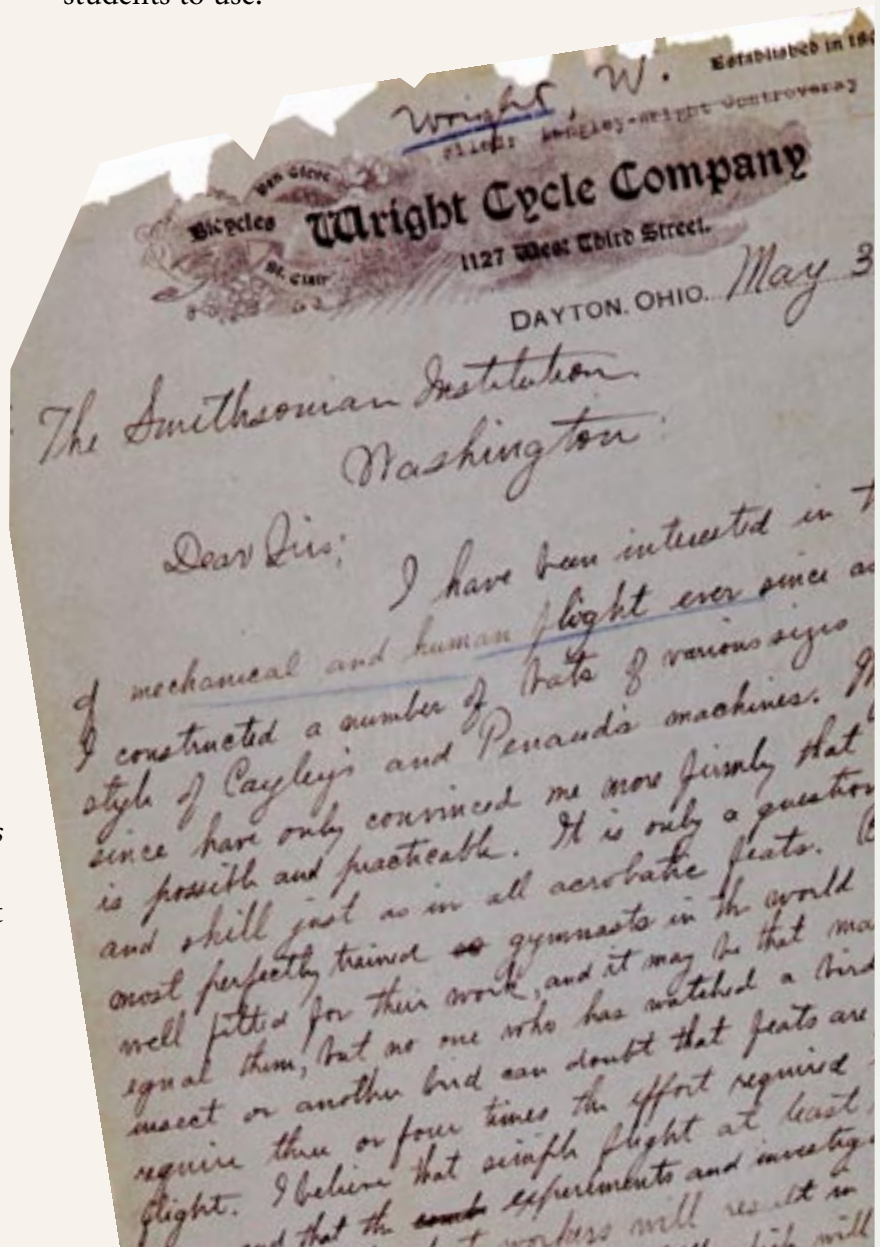 students to use.
Established in 18
Wright, W.
Filed: Langley-Wright Controversy
Van Cleve
Bicycles
Wright Cycle Company
St. Clair
1127 West Third Street.
DAYTON, OHIO. May 3
The Smithsonian Institution
Washington
Dear Sirs;
I have been interested in
of mechanical and human flight ever since
I constructed a number of bats of various sizes
style of Cayley's and Penaud's machines.
since have only convinced me more firmly that
is possible and practicable. It is only a question
and skill just as in all acrobatic feats.
most perfectly trained gymnasts in the world
well fitted for their work, and it may be that
equal them, but no one who has watched a bird
insect or another bird can doubt that feats are
require three or four times the effort required
flight. I believe that simple flight at least
and that the experiments and
workers will result in
which will